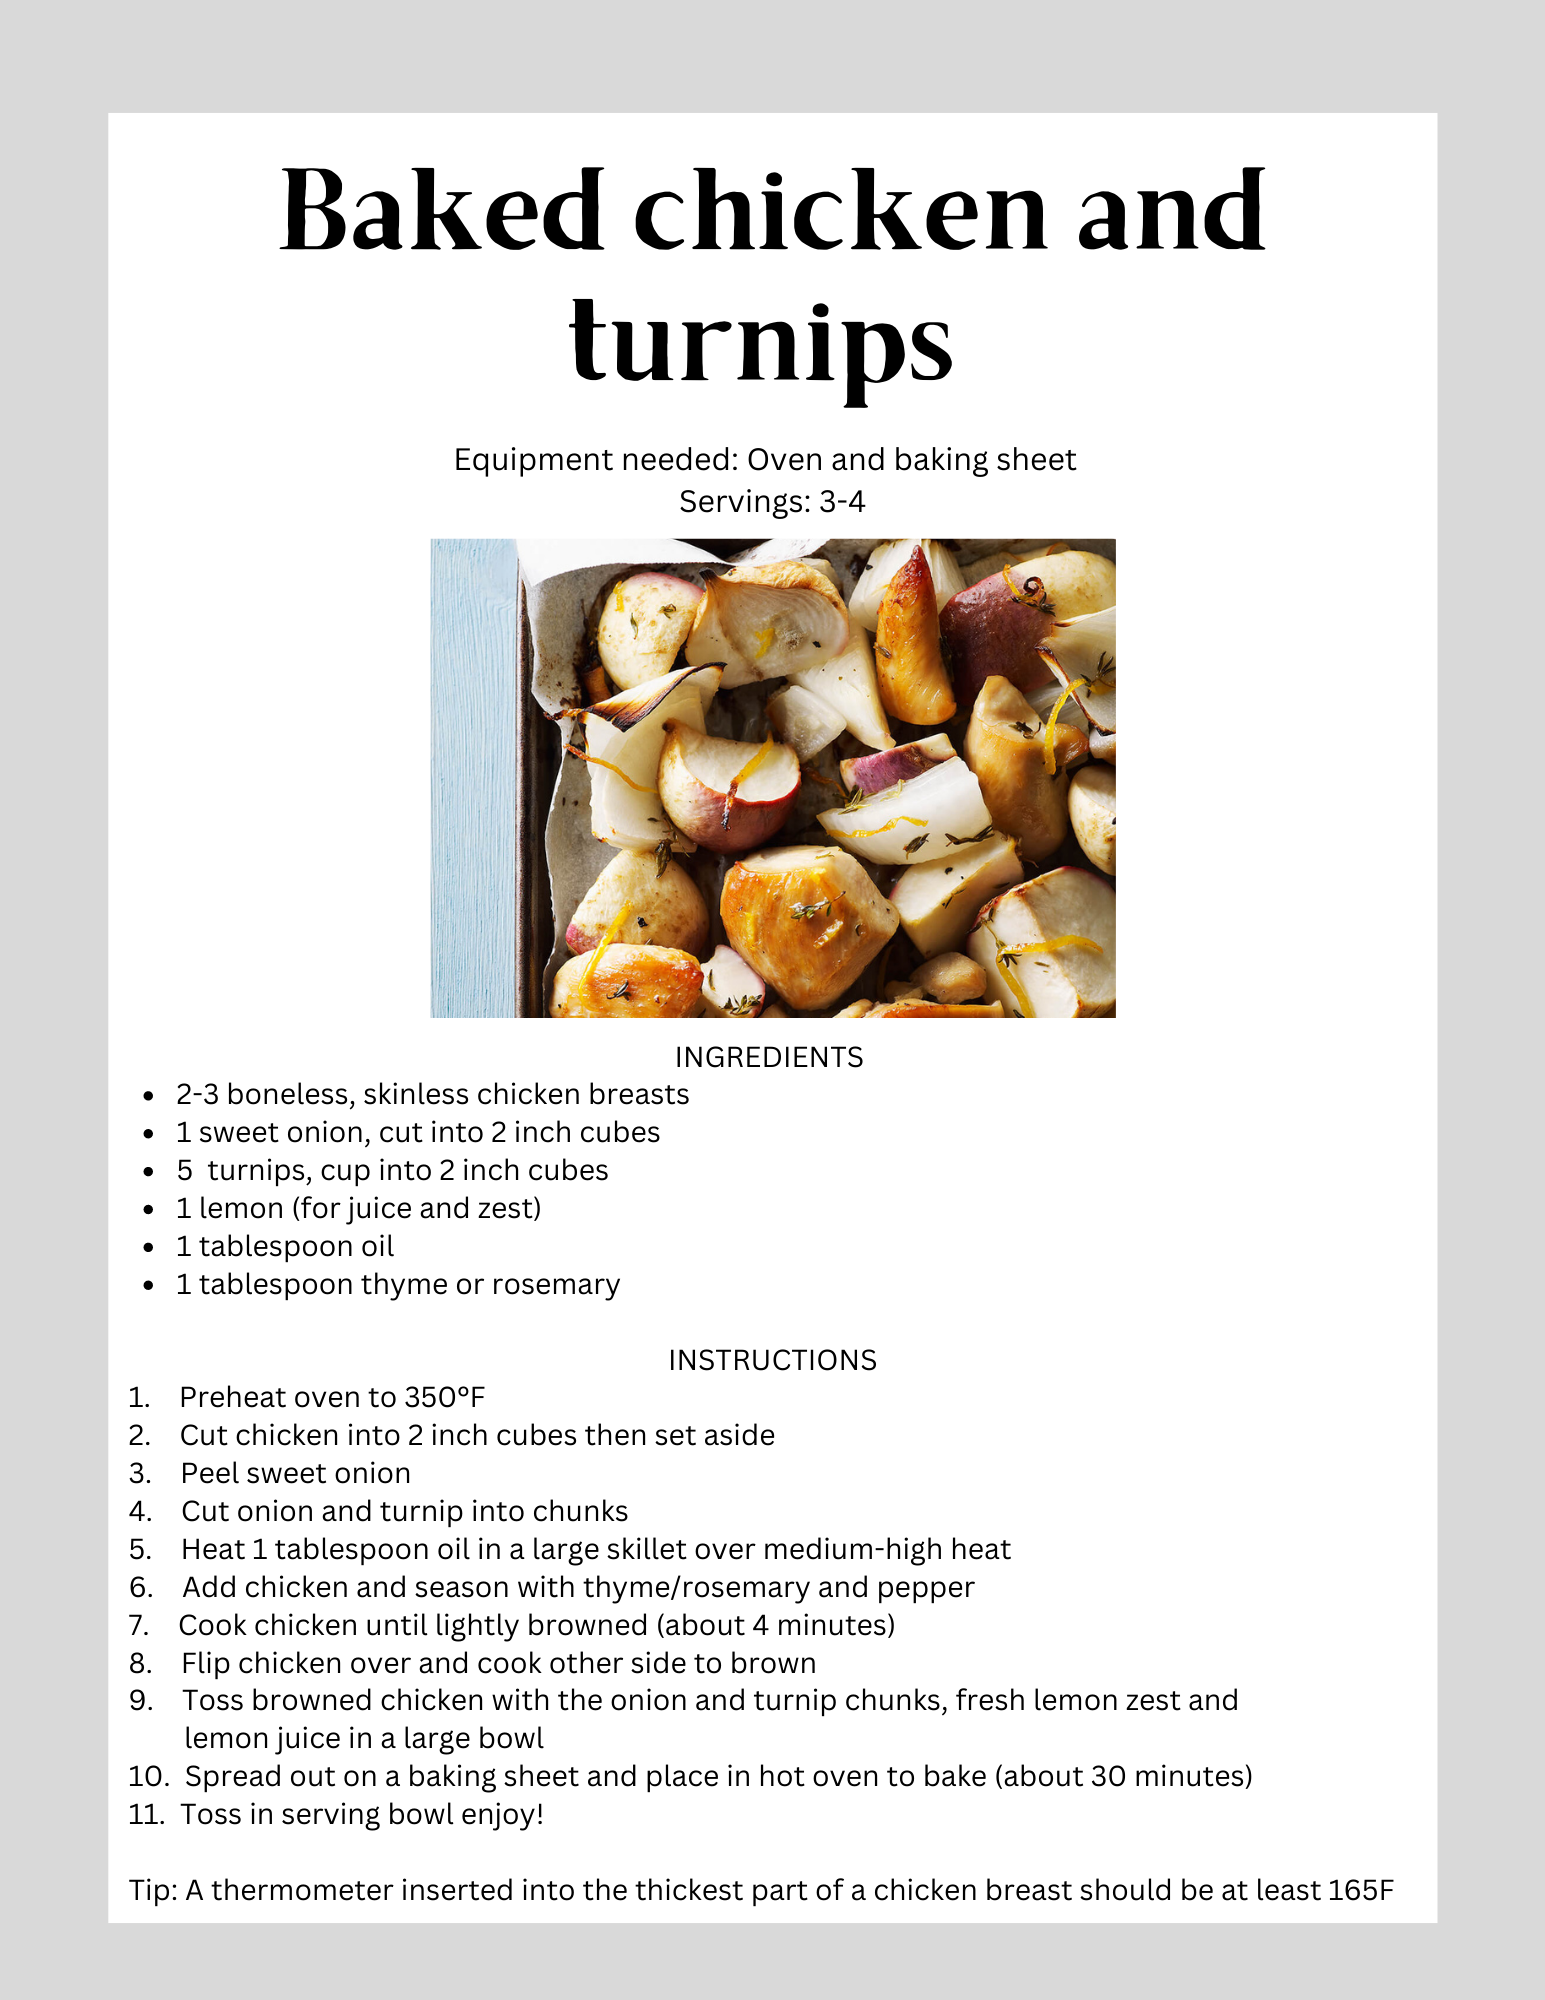 Baked chicken and
turnips
Equipment needed: Oven and baking sheet
Servings: 3-4
INGREDIENTS
• 2-3 boneless, skinless chicken breasts
• 1 sweet onion, cut into 2 inch cubes
• 5  turnips, cup into 2 inch cubes
• 1 lemon (for juice and zest)
• 1 tablespoon oil
• 1 tablespoon thyme or rosemary
INSTRUCTIONS
1. Preheat oven to 350°F
2. Cut chicken into 2 inch cubes then set aside
3. Peel sweet onion
4. Cut onion and turnip into chunks
5. Heat 1 tablespoon oil in a large skillet over medium-high heat
6. Add chicken and season with thyme/rosemary and pepper
7. Cook chicken until lightly browned (about 4 minutes)
8. Flip chicken over and cook other side to brown
9. Toss browned chicken with the onion and turnip chunks, fresh lemon zest and
lemon juice in a large bowl
10. Spread out on a baking sheet and place in hot oven to bake (about 30 minutes)
11. Toss in serving bowl enjoy!
Tip: A thermometer inserted into the thickest part of a chicken breast should be at least 165F